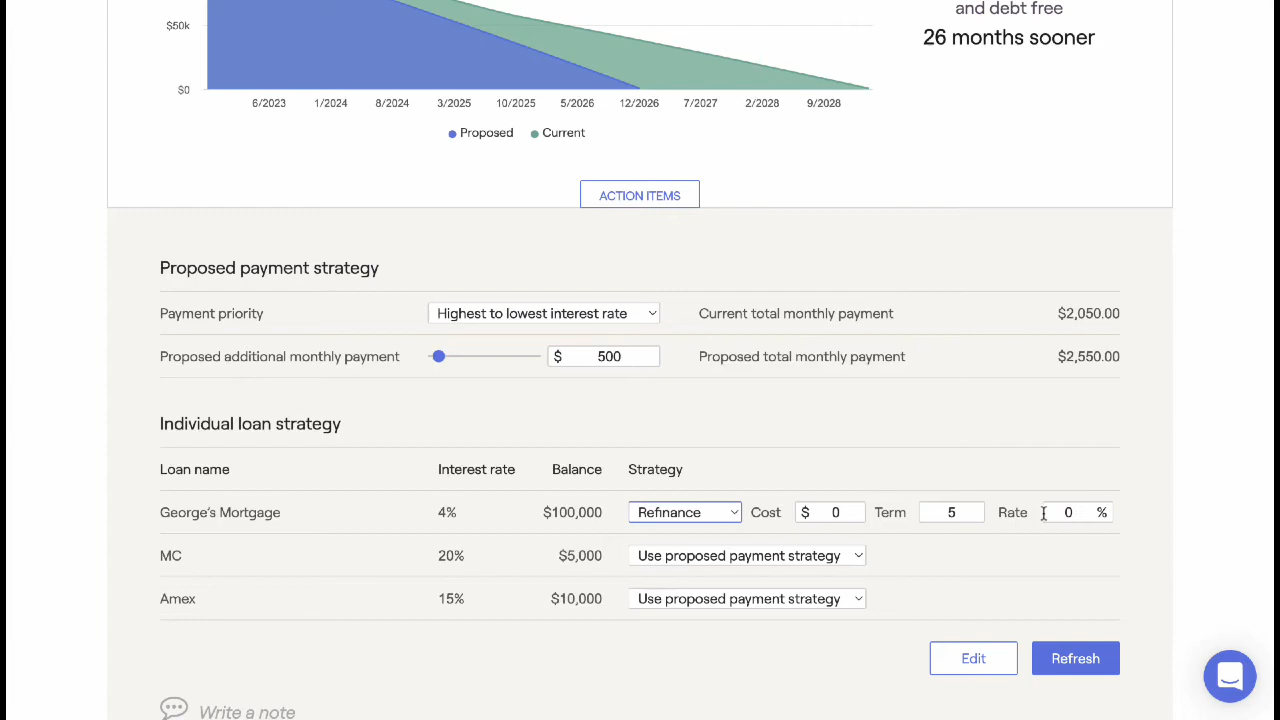 $50k
and debt free
26 months sooner
$0
6/2023 1/2024 8/2024 3/2025 10/2025 5/2026 12/2026 7/2027 2/2028 9/2028
Proposed Current
ACTION ITEMS
Proposed payment strategy
Payment priority Highest to lowest interest rate Current total monthly payment $2,050.00
Proposed additional monthly payment $ 500 Proposed total monthly payment $2,550.00
Individual loan strategy
Loan name Interest rate Balance Strategy
George's Mortgage 4% $100,000 Refinance Cost $ 0 Term 5 Rate 0 %
MC 20% $5,000 Use proposed payment strategy
Amex 15% $10,000 Use proposed payment strategy
Edit Refresh
Write a note